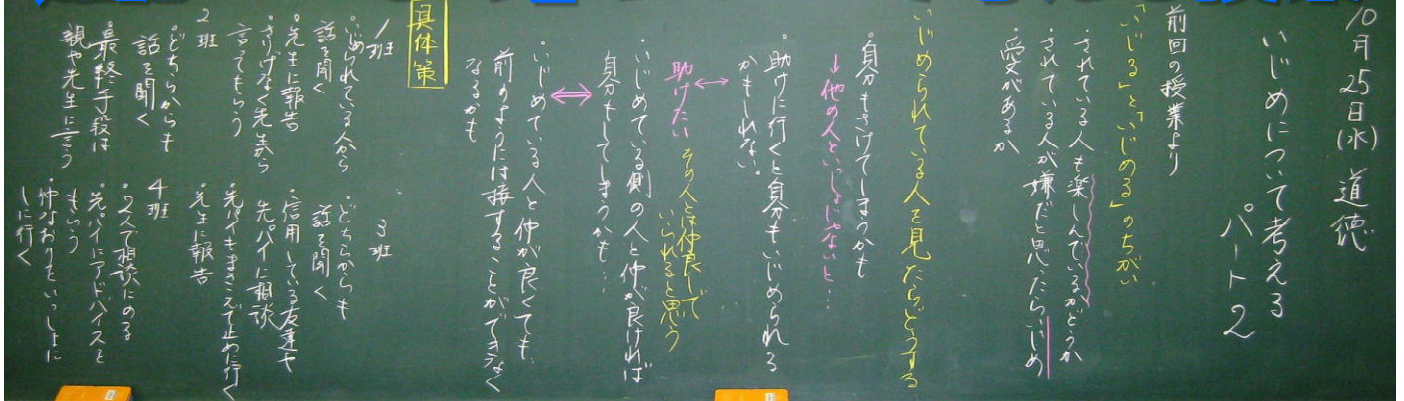 10月25日(水) 道徳
いじめについて考える
パート2
前回の授業より
「いじる」と「いじめる」のちがい
・されている人も楽しんでいるかどうか
・されている人が嫌だと思ったらいじめ
・愛があるか
いじめられている人を見たらどうする
・自分もさけてしまうかも
↓他の人といっしょじゃないと…
・助けに行くと自分もいじめられる
かもしれない。
↔
助けたい その人とは仲良しで
いられると思う
・いじめている側の人と仲が良ければ
自分もしてしまうかも…
⇔
・いじめている人と仲が良くても、
前のようには接することができなく
なるかも
具体策
1班
・いじめられている人から
話を聞く
・先生に報告
・さりげなく先生から
言ってもらう
2班
・どちらからも
話を聞く
・最終手段は
親や先生に言う
3班
・どちらからも
話を聞く
・信用している友達や
先パイに相談
・先パイをまきこんで止めに行く
・先生に報告
4班
・2人で相談にのる
・先パイにアドバイスを
もらう
・仲なおりをいっしょに
しに行く